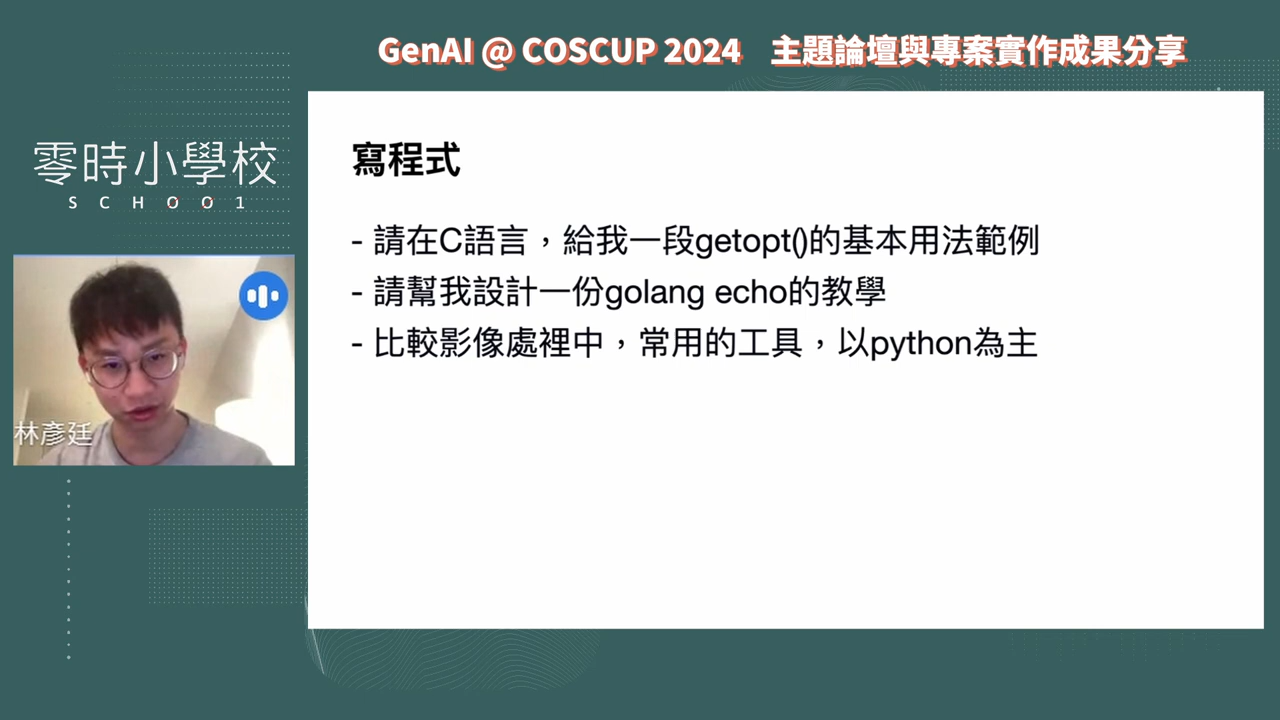 GenAI @ COSCUP 2024 主題論壇與專案實作成果分享
零時小學校
SCHOO1
林彥廷
寫程式
- 請在C語言，給我一段getopt()的基本用法範例
- 請幫我設計一份golang echo的教學
- 比較影像處裡中，常用的工具，以python為主